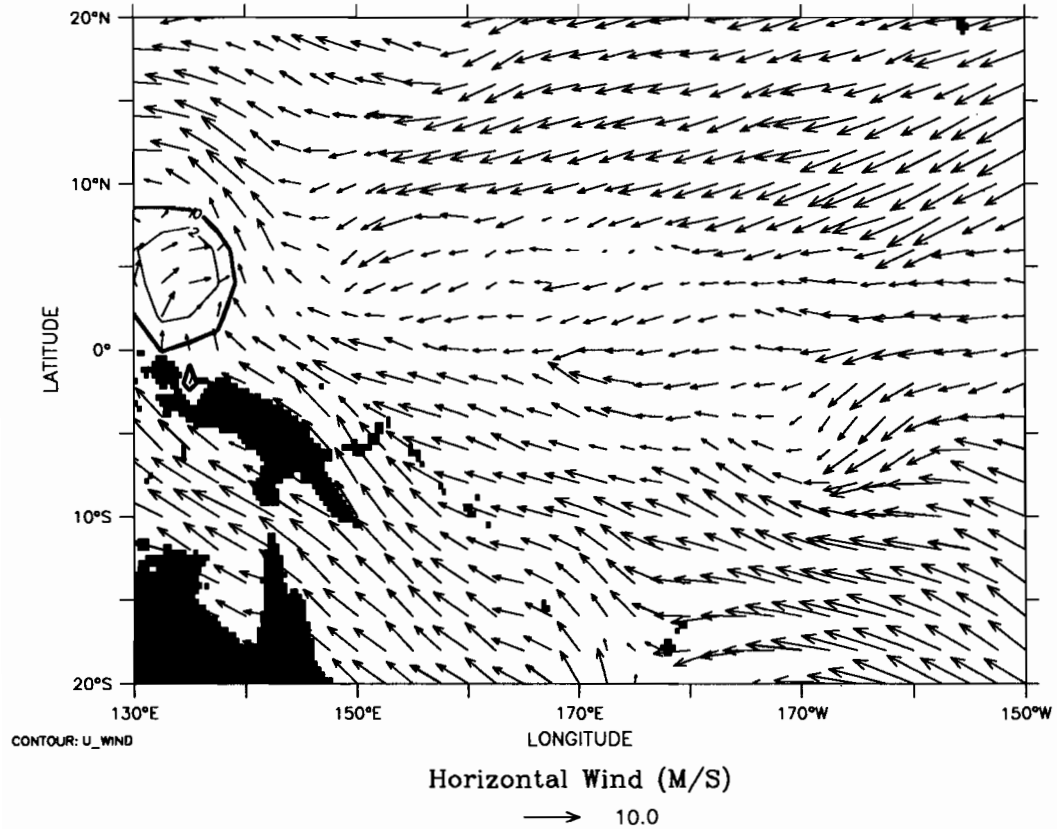 20°N
10°N
0°
10°S
20°S
LATITUDE
130°E 150°E 170°E 170°W 150°W
LONGITUDE
CONTOUR: U_WIND
Horizontal Wind (M/S)
10.0